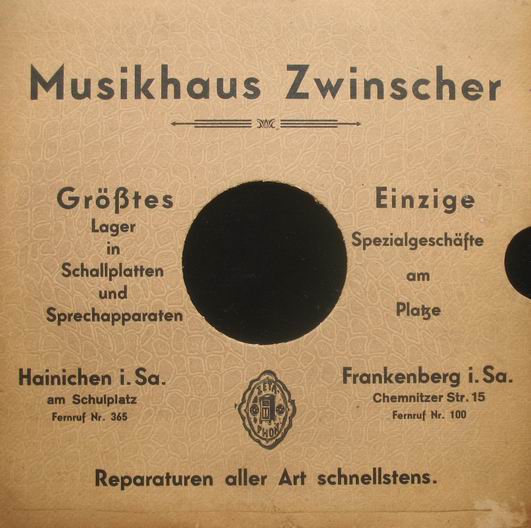 Musikhaus Zwinscher
Größtes
Lager
in
Schallplatten
und
Sprechapparaten
Einzige
Spezialgeschäfte
am
Platze
Hainichen i. Sa.
am Schulplatz
Fernruf Nr. 365
Frankenberg i. Sa.
Chemnitzer Str. 15
Fernruf Nr. 100
Reparaturen aller Art schnellstens.